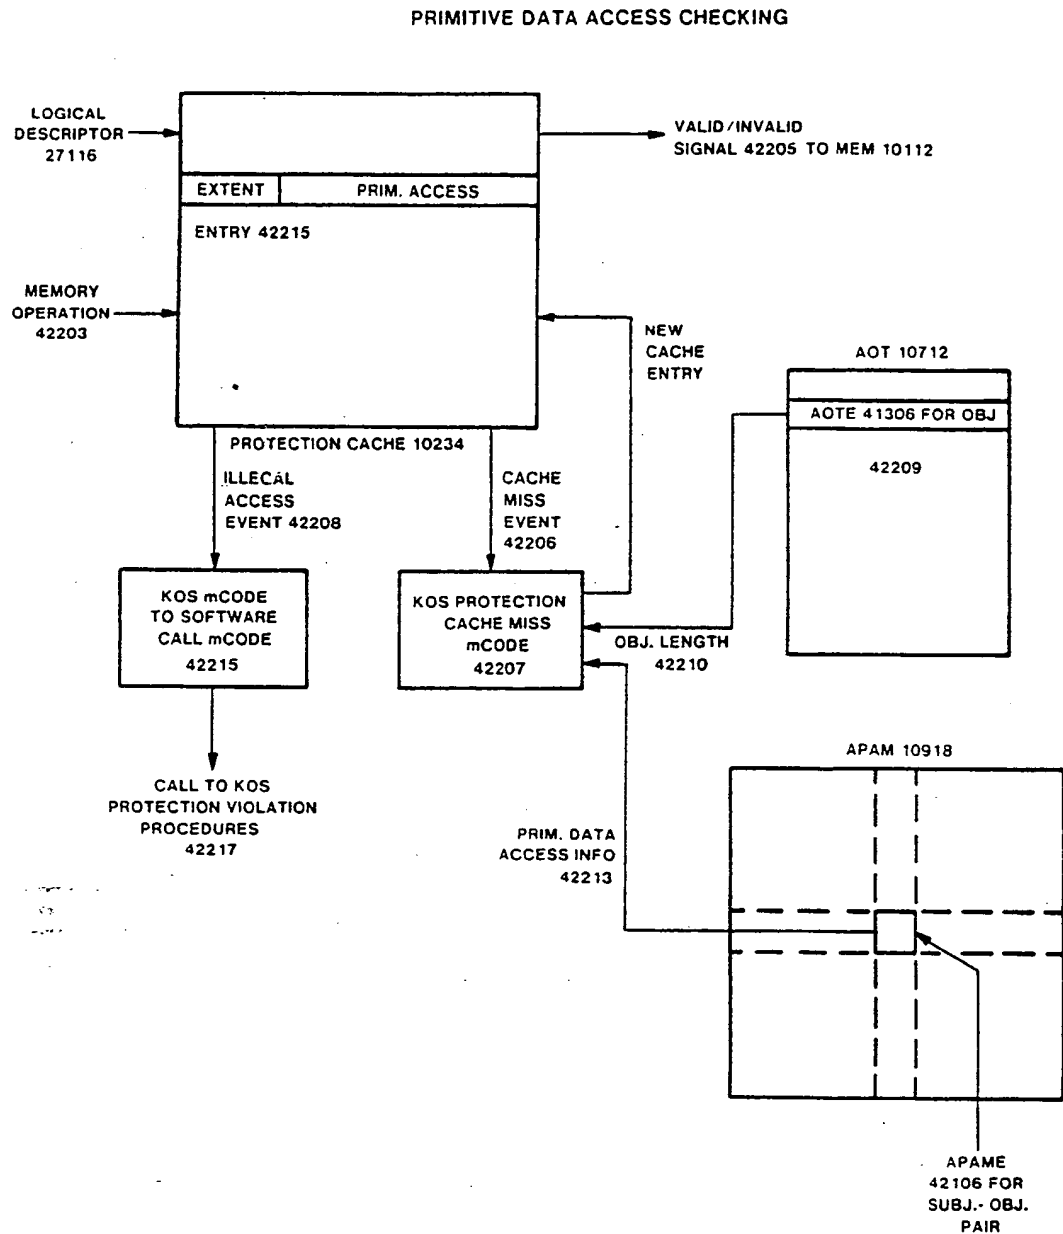 PRIMITIVE DATA ACCESS CHECKING
LOGICAL
DESCRIPTOR
27116
VALID/INVALID
SIGNAL 42205 TO MEM 10112
EXTENT
PRIM. ACCESS
ENTRY 42215
MEMORY
OPERATION
42203
NEW
CACHE
ENTRY
AOT 10712
AOTE 41306 FOR OBJ
42209
PROTECTION CACHE 10234
ILLECAL
ACCESS
EVENT 42208
CACHE
MISS
EVENT
42206
KOS mCODE
TO SOFTWARE
CALL mCODE
42215
KOS PROTECTION
CACHE MISS
mCODE
42207
OBJ. LENGTH
42210
CALL TO KOS
PROTECTION VIOLATION
PROCEDURES
42217
APAM 10918
PRIM. DATA
ACCESS INFO
42213
APAME
42106 FOR
SUBJ.- OBJ.
PAIR